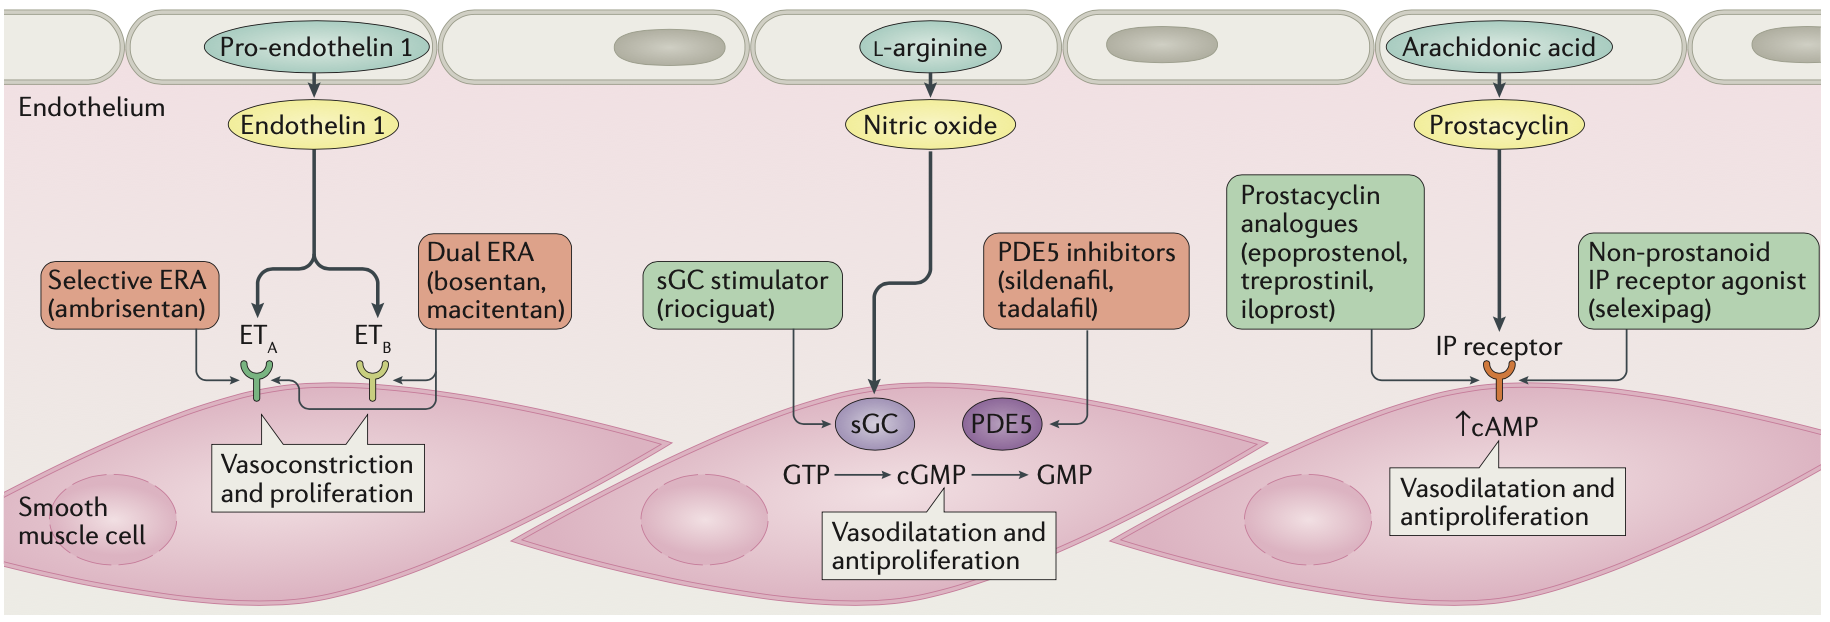 Pro-endothelin 1
L-arginine
Arachidonic acid
Endothelium
Endothelin 1
Nitric oxide
Prostacyclin
Selective ERA
(ambrisentan)
Dual ERA
(bosentan,
macitentan)
ETA
ETB
Vasoconstriction
and proliferation
Smooth
muscle cell
sGC stimulator
(riociguat)
PDE5 inhibitors
(sildenafil,
tadalafil)
sGC
PDE5
GTP
cGMP
GMP
Vasodilatation and
antiproliferation
Prostacyclin
analogues
(epoprostenol,
treprostinil,
iloprost)
Non-prostanoid
IP receptor agonist
(selexipag)
IP receptor
↑cAMP
Vasodilatation and
antiproliferation